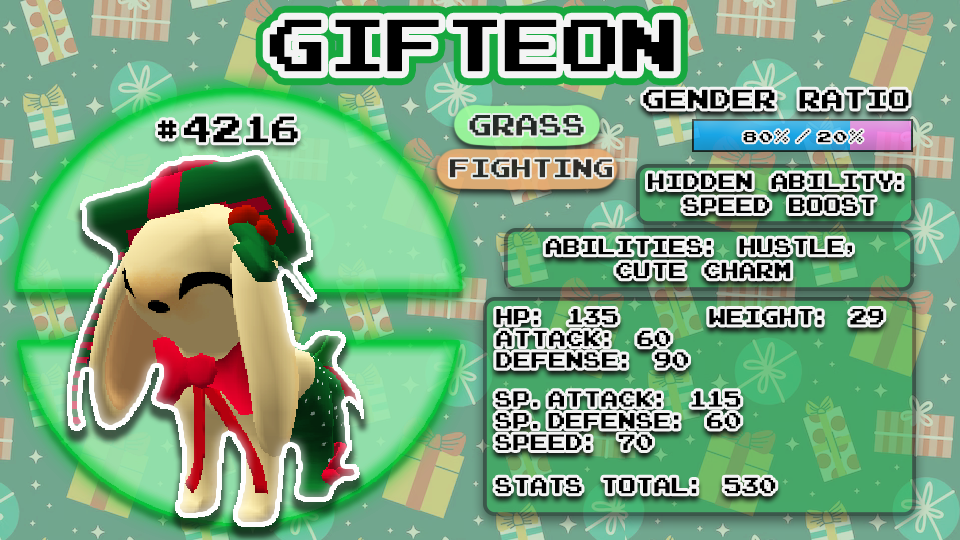 GIFTEON
#4216
GRASS
FIGHTING
GENDER RATIO
80%/20%
HIDDEN ABILITY:
SPEED BOOST
ABILITIES: HUSTLE,
CUTE CHARM
HP: 135 WEIGHT: 29
ATTACK: 60
DEFENSE: 90
SP. ATTACK: 115
SP. DEFENSE: 60
SPEED: 70
STATS TOTAL: 530